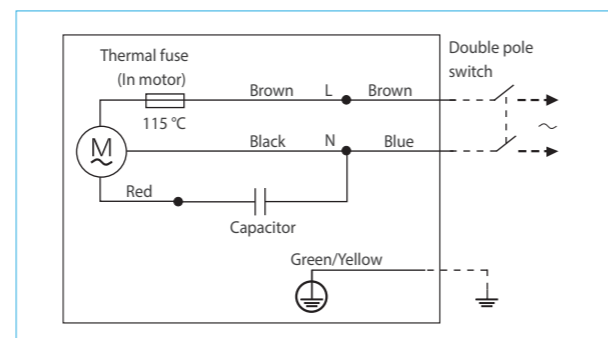 Thermal fuse
(In motor)
115 °C
Brown
L
Brown
Double pole
switch
M
Black
N
Blue
Red
Capacitor
Green/Yellow